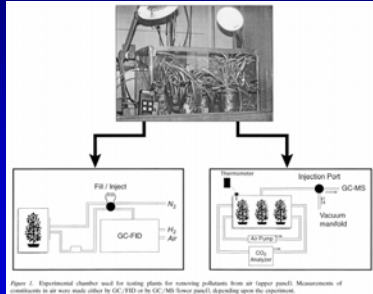 Fill / Inject
N2
GC-FID
H2
Air
Thermometer
Injection Port
GC-MS
Vacuum
manifold
Air Pump
CO2
Analyzer
Figure 1. Experimental chamber used for testing plants for removing pollutants from air (upper panel). Measurements of
constituents in air were made either by GC/FID or by GC/MS (lower panel), depending upon the experiment.